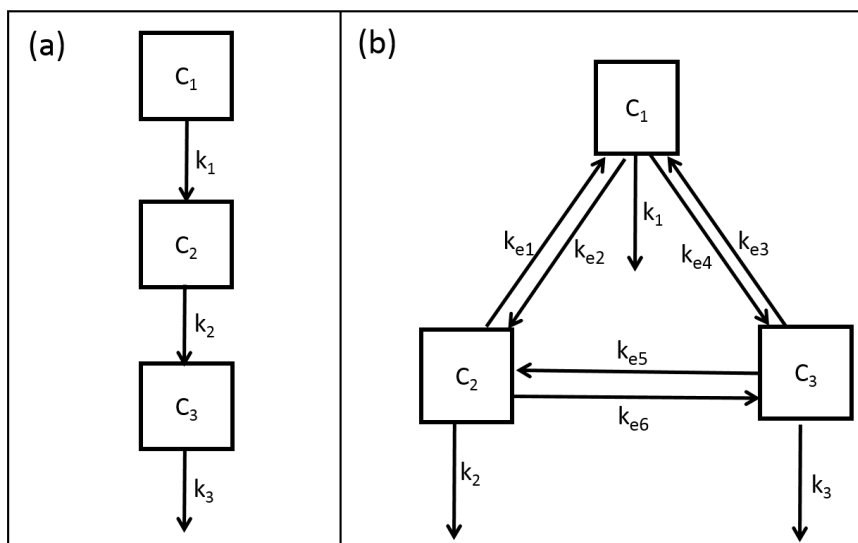 (a)
C₁
k₁
C₂
k₂
C₃
k₃
(b)
C₁
k₁
kₑ₁
kₑ₂
kₑ₄
kₑ₃
C₂
kₑ₅
C₃
kₑ₆
k₂
k₃